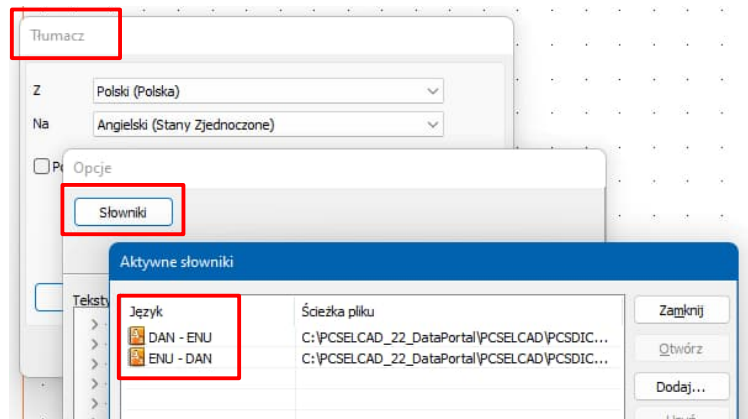 Tłumacz
Z Polski (Polska)
Na Angielski (Stany Zjednoczone)
Opcje
Słowniki
Aktywne słowniki
Teksty
Język Ścieżka pliku
DAN - ENU C:\PCSELCAD_22_DataPortal\PCSELCAD\PCSDIC...
ENU - DAN C:\PCSELCAD_22_DataPortal\PCSELCAD\PCSDIC...
Zamknij
Otwórz
Dodaj...